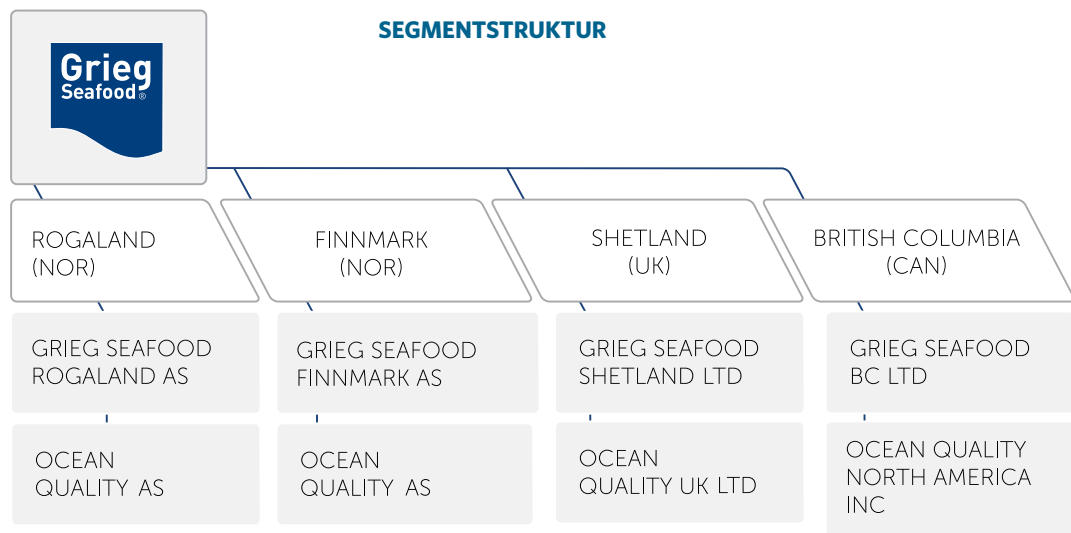 SEGMENTSTRUKTUR
Grieg
Seafood®
ROGALAND
(NOR)
FINNMARK
(NOR)
SHETLAND
(UK)
BRITISH COLUMBIA
(CAN)
GRIEG SEAFOOD
ROGALAND AS
GRIEG SEAFOOD
FINNMARK AS
GRIEG SEAFOOD
SHETLAND LTD
GRIEG SEAFOOD
BC LTD
OCEAN
QUALITY AS
OCEAN
QUALITY AS
OCEAN
QUALITY UK LTD
OCEAN QUALITY
NORTH AMERICA
INC